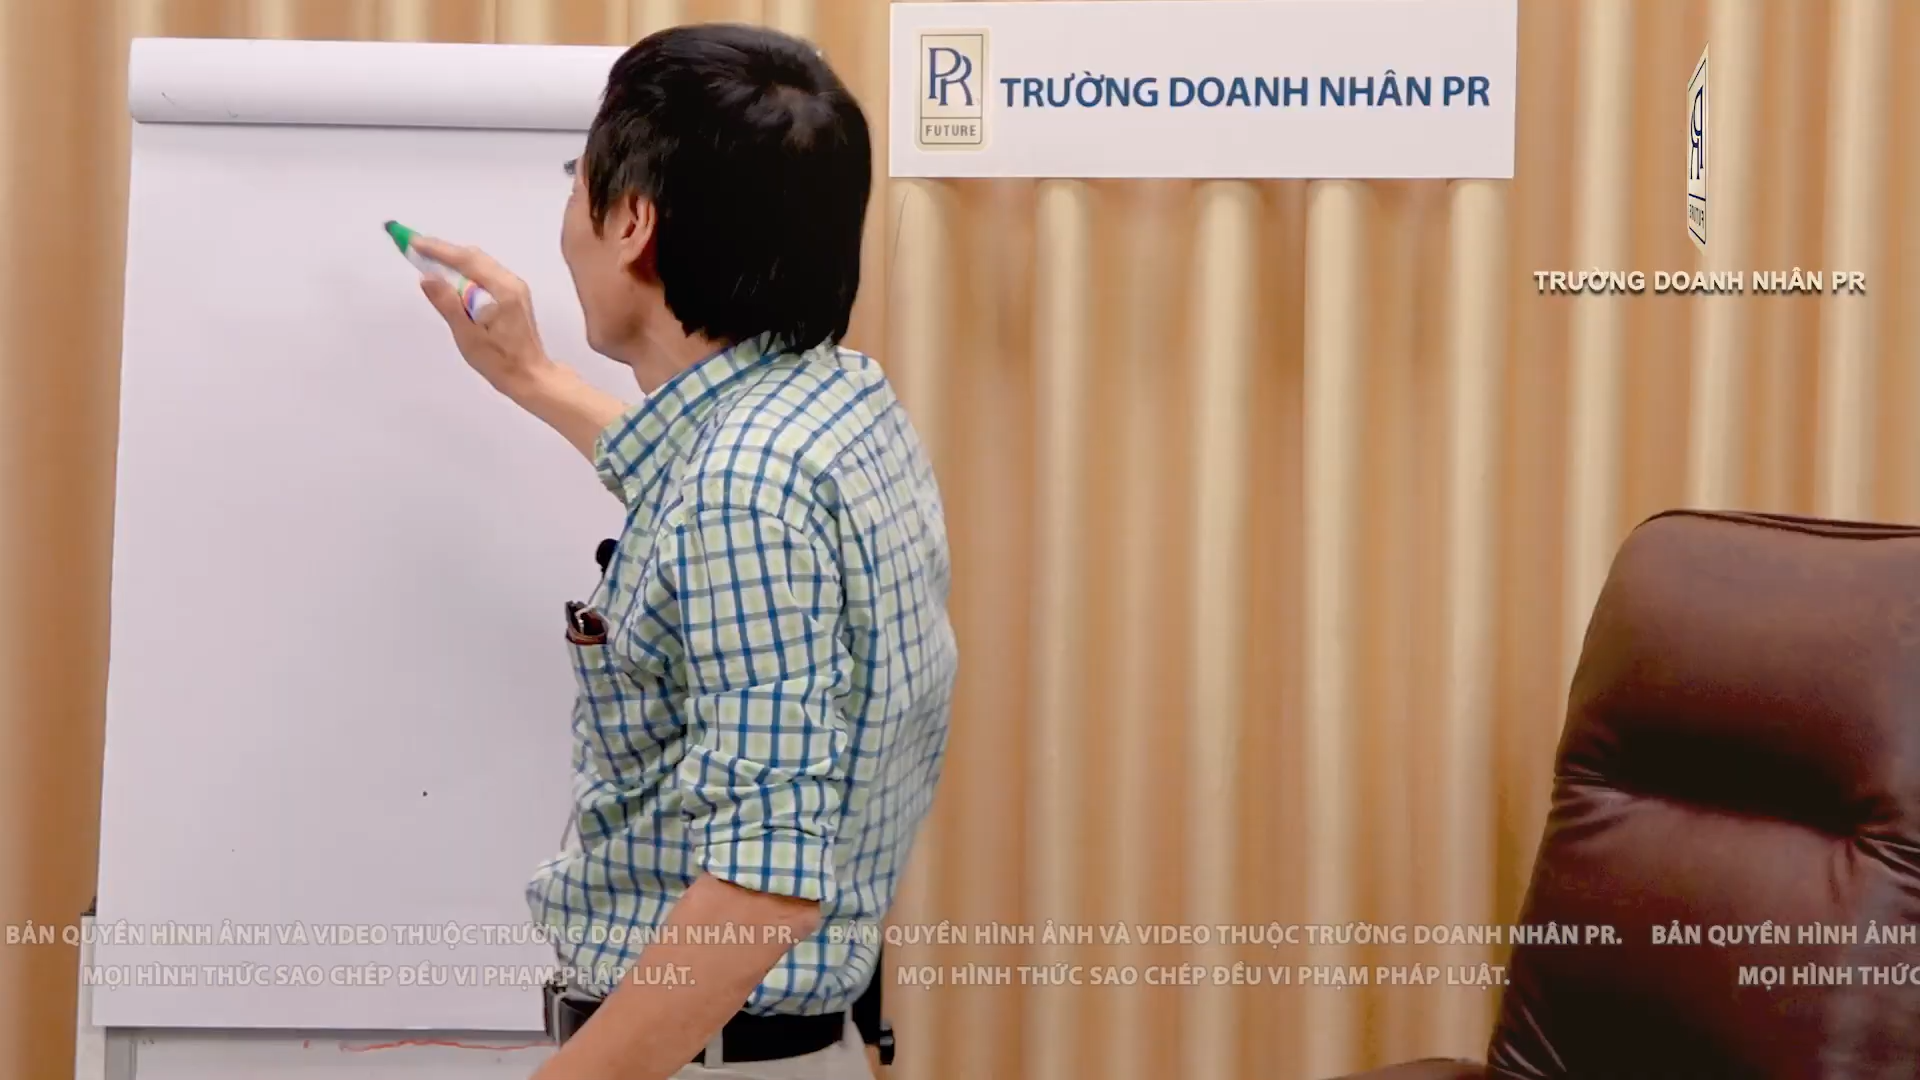 PR
FUTURE
TRƯỜNG DOANH NHÂN PR
TRƯỜNG DOANH NHÂN PR
BẢN QUYỀN HÌNH ẢNH VÀ VIDEO THUỘC TRƯỜNG DOANH NHÂN PR. BẢN QUYỀN HÌNH ẢNH VÀ VIDEO THUỘC TRƯỜNG DOANH NHÂN PR. BẢN QUYỀN HÌNH ẢNH
MỌI HÌNH THỨC SAO CHÉP ĐỀU VI PHẠM PHÁP LUẬT. MỌI HÌNH THỨC SAO CHÉP ĐỀU VI PHẠM PHÁP LUẬT. MỌI HÌNH THỨC